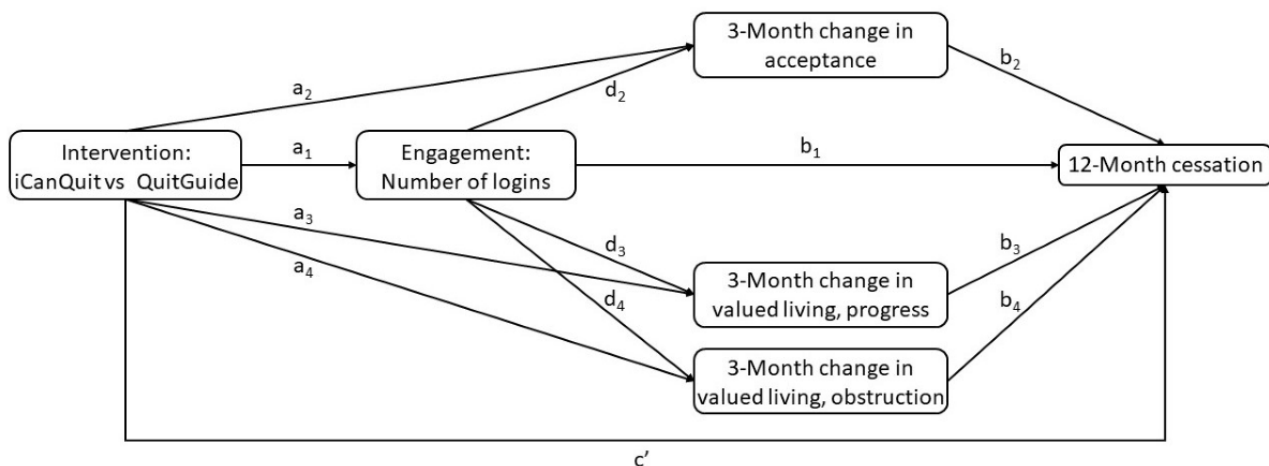 3-Month change in
acceptance
a₂
d₂
b₂
Intervention:
iCanQuit vs QuitGuide
a₁
Engagement:
Number of logins
b₁
12-Month cessation
a₃
d₃
b₃
a₄
3-Month change in
valued living, progress
d₄
b₄
3-Month change in
valued living, obstruction
c’